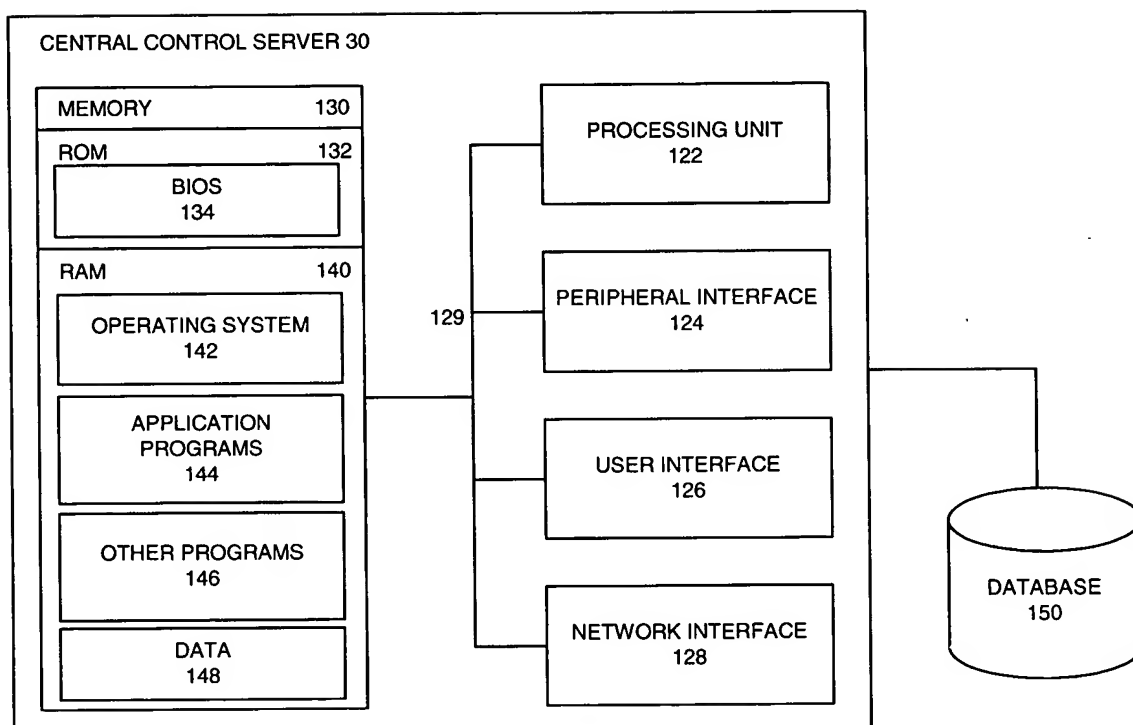 CENTRAL CONTROL SERVER 30
MEMORY 130
ROM 132
BIOS
134
RAM 140
OPERATING SYSTEM
142
APPLICATION
PROGRAMS
144
OTHER PROGRAMS
146
DATA
148
129
PROCESSING UNIT
122
PERIPHERAL INTERFACE
124
USER INTERFACE
126
NETWORK INTERFACE
128
DATABASE
150